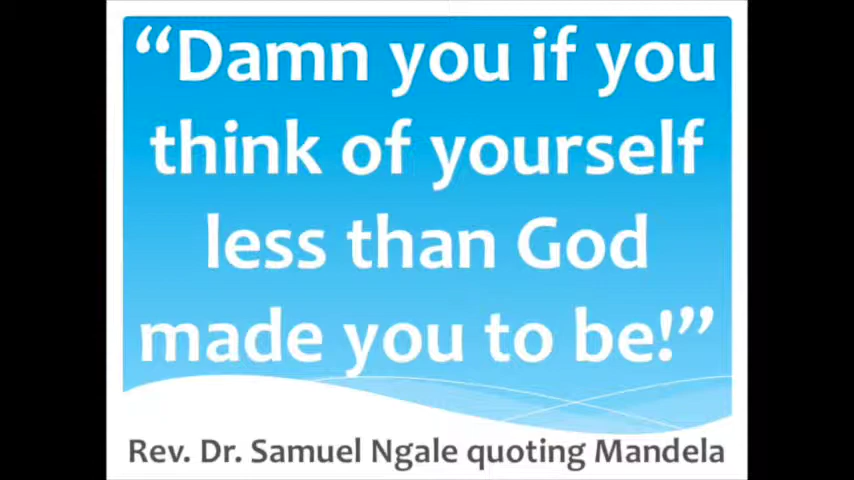 “Damn you if you
think of yourself
less than God
made you to be!”
Rev. Dr. Samuel Ngale quoting Mandela